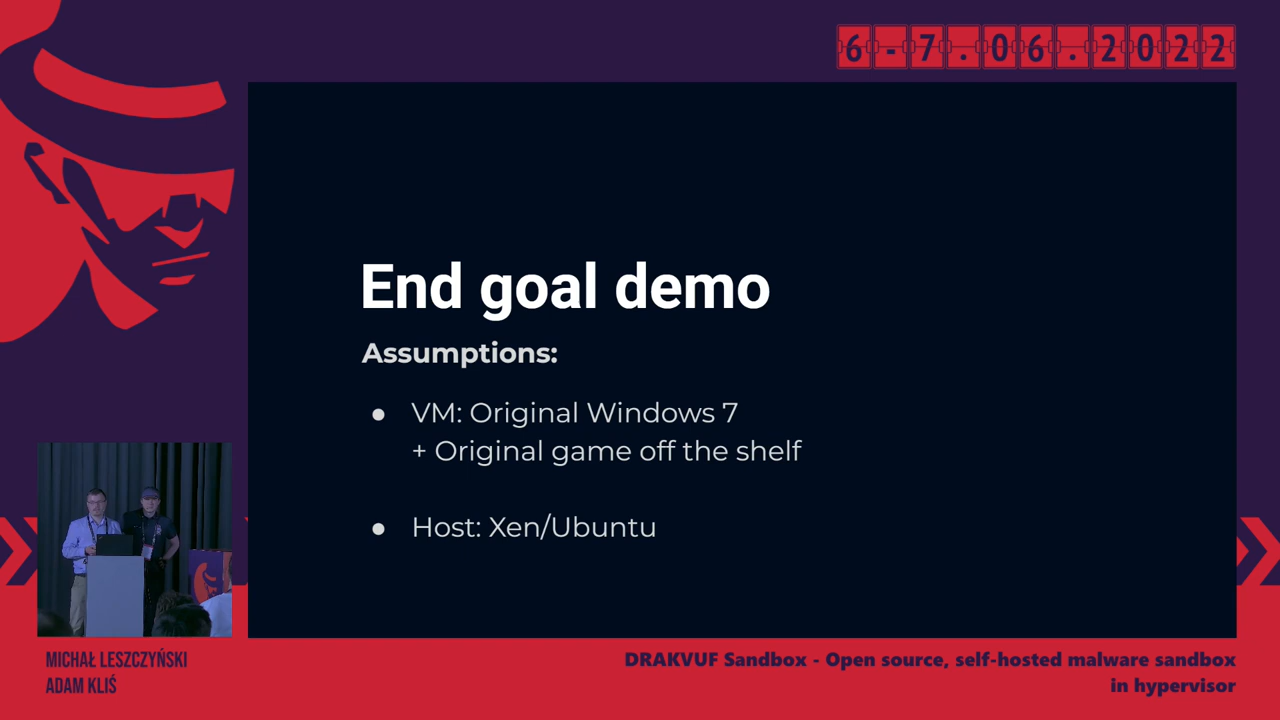 6-7.06.2022
End goal demo
Assumptions:
● VM: Original Windows 7
+ Original game off the shelf
● Host: Xen/Ubuntu
MICHAŁ LESZCZYŃSKI
ADAM KLIŚ
DRAKVUF Sandbox - Open source, self-hosted malware sandbox
in hypervisor